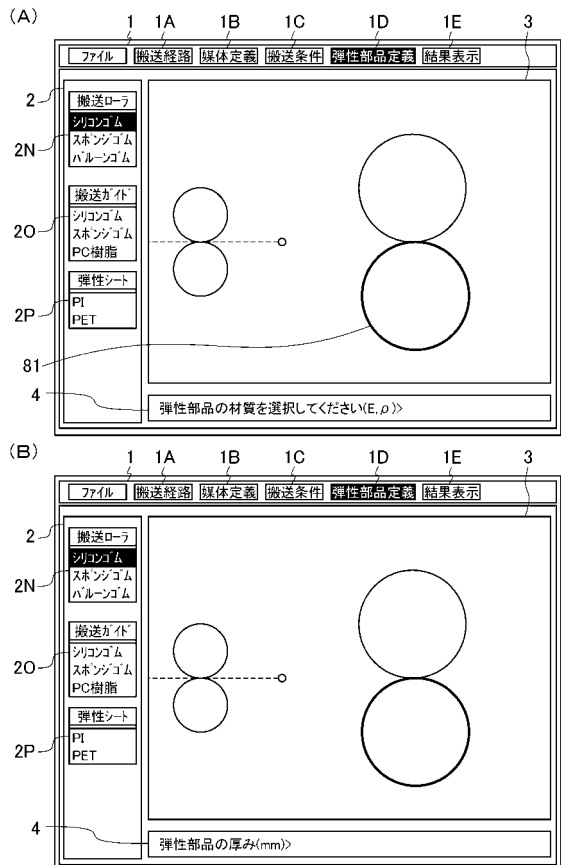 (A)
1 1A 1B 1C 1D 1E 3
ファイル 搬送経路 媒体定義 搬送条件 弾性部品定義 結果表示
2
搬送ローラ
シリコンゴム
2N
スポンジゴム
バルーンゴム
搬送ガイド
シリコンゴム
2O
スポンジゴム
PC樹脂
弾性シート
2P
PI
PET
81
4
弾性部品の材質を選択してください(E,ρ)>
(B)
1 1A 1B 1C 1D 1E 3
ファイル 搬送経路 媒体定義 搬送条件 弾性部品定義 結果表示
2
搬送ローラ
シリコンゴム
2N
スポンジゴム
バルーンゴム
搬送ガイド
シリコンゴム
2O
スポンジゴム
PC樹脂
弾性シート
2P
PI
PET
4
弾性部品の厚み(mm)>